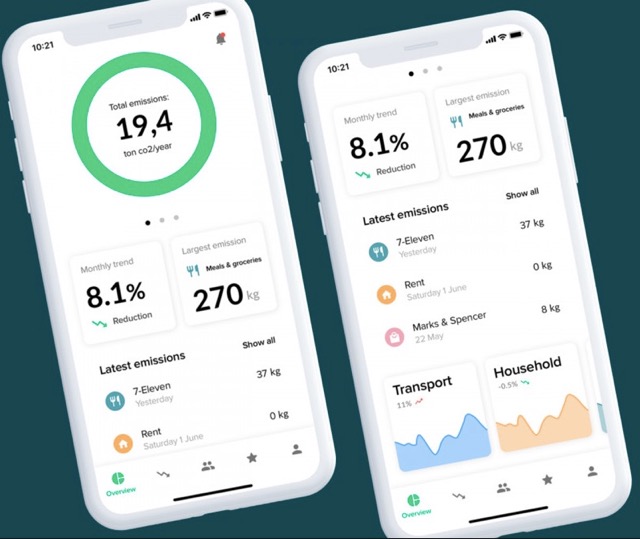 10:21
Total emissions:
19,4
ton co2/year
Monthly trend
8.1%
Reduction
Largest emission
Meals & groceries
270 kg
Latest emissions
Show all
7-Eleven
37 kg
Yesterday
Rent
0 kg
Saturday 1 June
Overview
10:21
Monthly trend
8.1%
Reduction
Largest emission
Meals & groceries
270 kg
Latest emissions
Show all
7-Eleven
37 kg
Yesterday
Rent
0 kg
Saturday 1 June
Marks & Spencer
8 kg
22 May
Transport
11%
Household
-0.5%
Overview